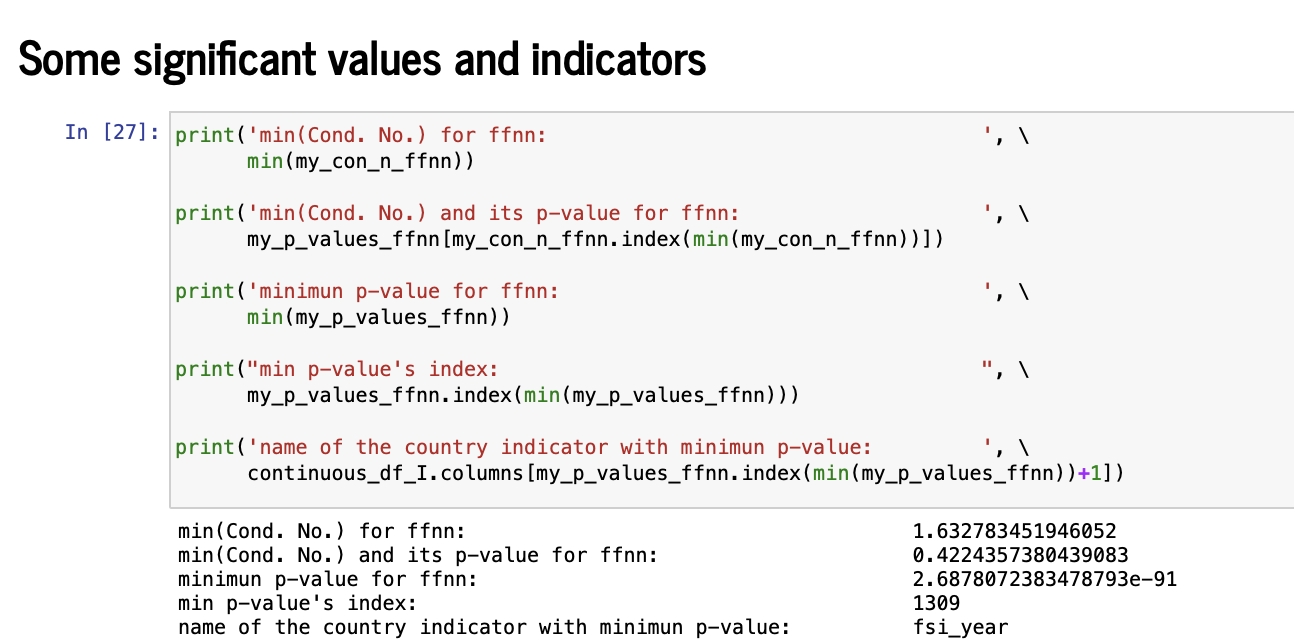 Some significant values and indicators
In [27]: print('min(Cond. No.) for ffnn:                                    ', \
      min(my_con_n_ffnn))
print('min(Cond. No.) and its p-value for ffnn:                    ', \
      my_p_values_ffnn[my_con_n_ffnn.index(min(my_con_n_ffnn))])
print('minimun p-value for ffnn:                                   ', \
      min(my_p_values_ffnn))
print("min p-value's index:                                        ", \
      my_p_values_ffnn.index(min(my_p_values_ffnn)))
print('name of the country indicator with minimun p-value:         ', \
      continuous_df_I.columns[my_p_values_ffnn.index(min(my_p_values_ffnn))+1])
min(Cond. No.) for ffnn:                                     1.632783451946052
min(Cond. No.) and its p-value for ffnn:                     0.4224357380439083
minimun p-value for ffnn:                                    2.6878072383478793e-91
min p-value's index:                                         1309
name of the country indicator with minimun p-value:          fsi_year